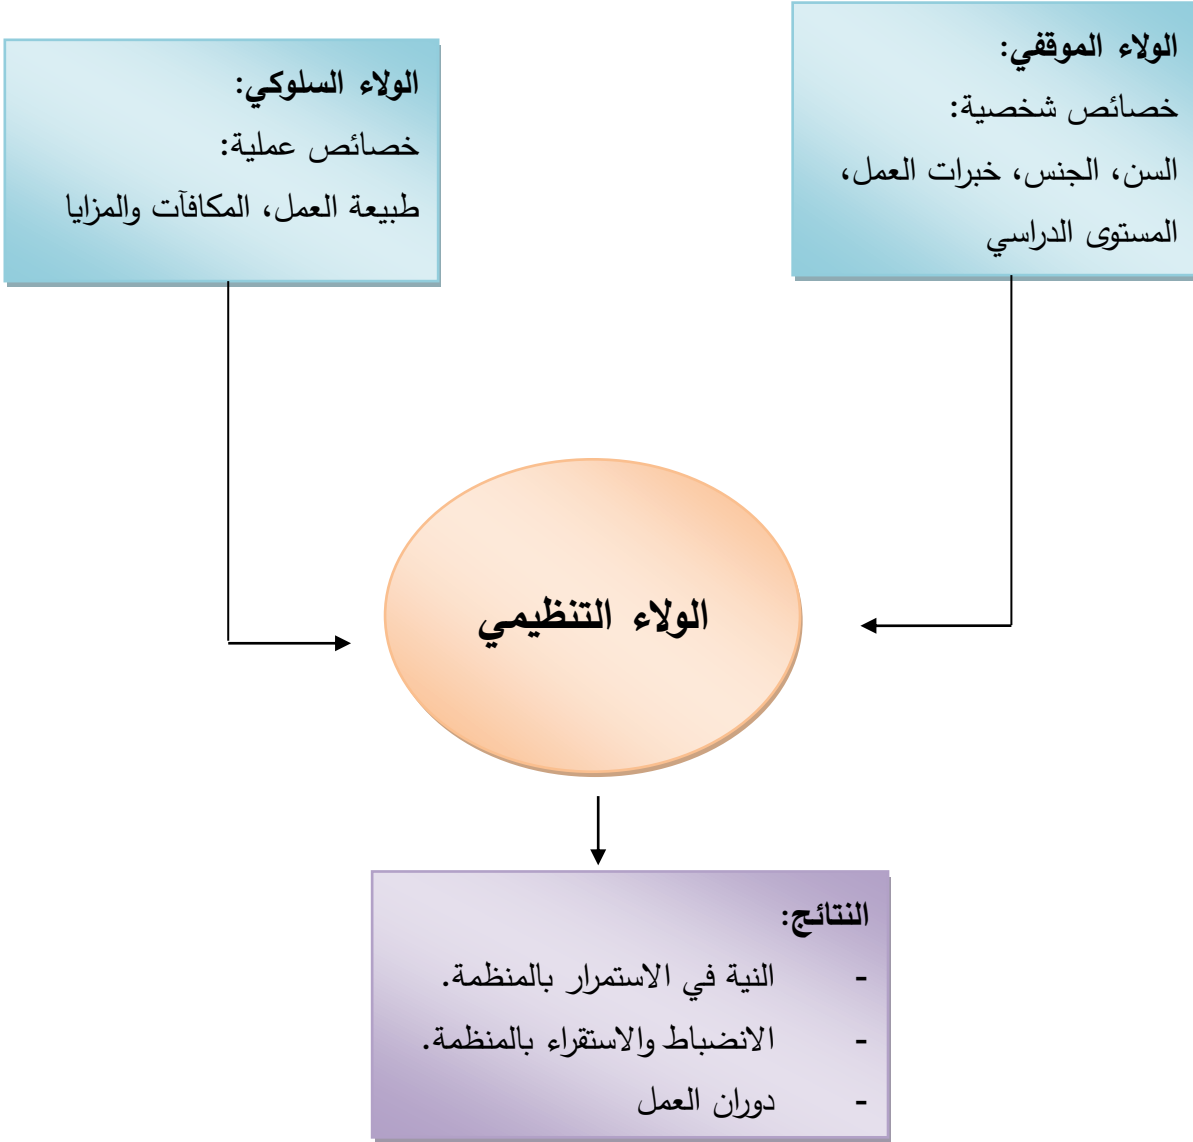 الولاء الموقفي:
خصائص شخصية:
السن، الجنس، خبرات العمل،
المستوى الدراسي
الولاء السلوكي:
خصائص عملية:
طبيعة العمل، المكافآت والمزايا
الولاء التنظيمي
النتائج:
- النية في الاستمرار بالمنظمة.
- الانضباط والاستقراء بالمنظمة.
- دوران العمل